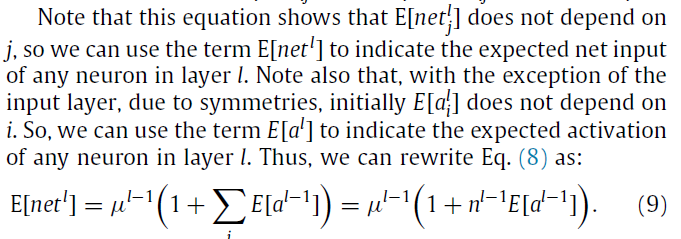 Note that this equation shows that E[net_j^l] does not depend on
j, so we can use the term E[net^l] to indicate the expected net input
of any neuron in layer l. Note also that, with the exception of the
input layer, due to symmetries, initially E[a_i^l] does not depend on
i. So, we can use the term E[a^l] to indicate the expected activation
of any neuron in layer l. Thus, we can rewrite Eq. (8) as:
E[net^l] = μ^{l−1}(1 + ∑_i E[a^{l−1}]) = μ^{l−1}(1 + n^{l−1}E[a^{l−1}]). (9)